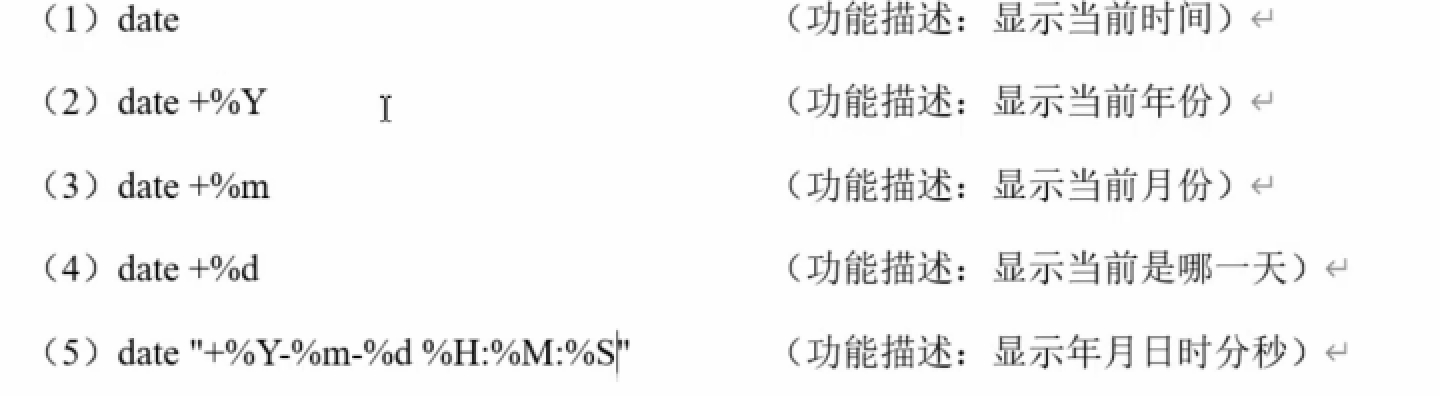 （1）date （功能描述：显示当前时间）↵
（2）date +%Y （功能描述：显示当前年份）↵
（3）date +%m （功能描述：显示当前月份）↵
（4）date +%d （功能描述：显示当前是哪一天）↵
（5）date "+%Y-%m-%d %H:%M:%S" （功能描述：显示年月日时分秒）↵